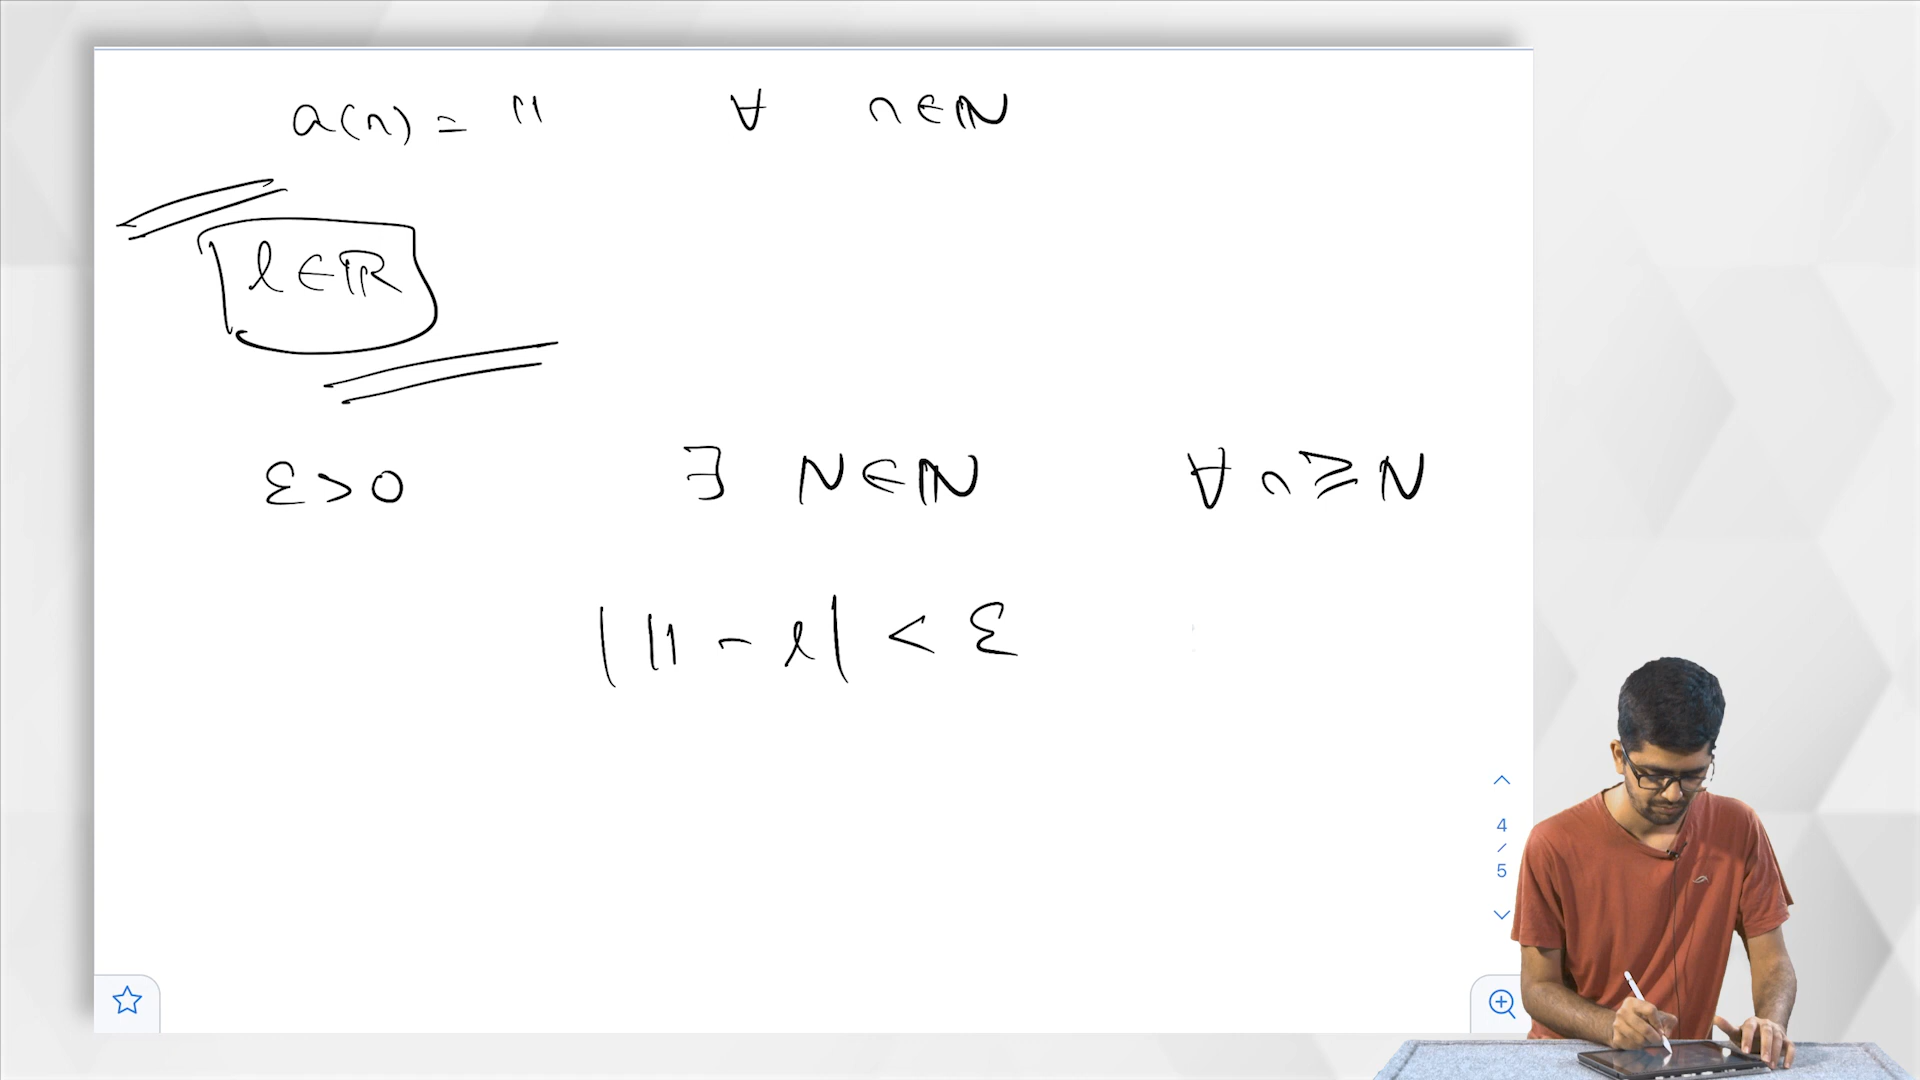 a(n) = 11 ∀ n∈ℕ
l∈ℝ
ε>0 ∃ N∈ℕ ∀ n≥N
|11 - l| < ε
4
/
5